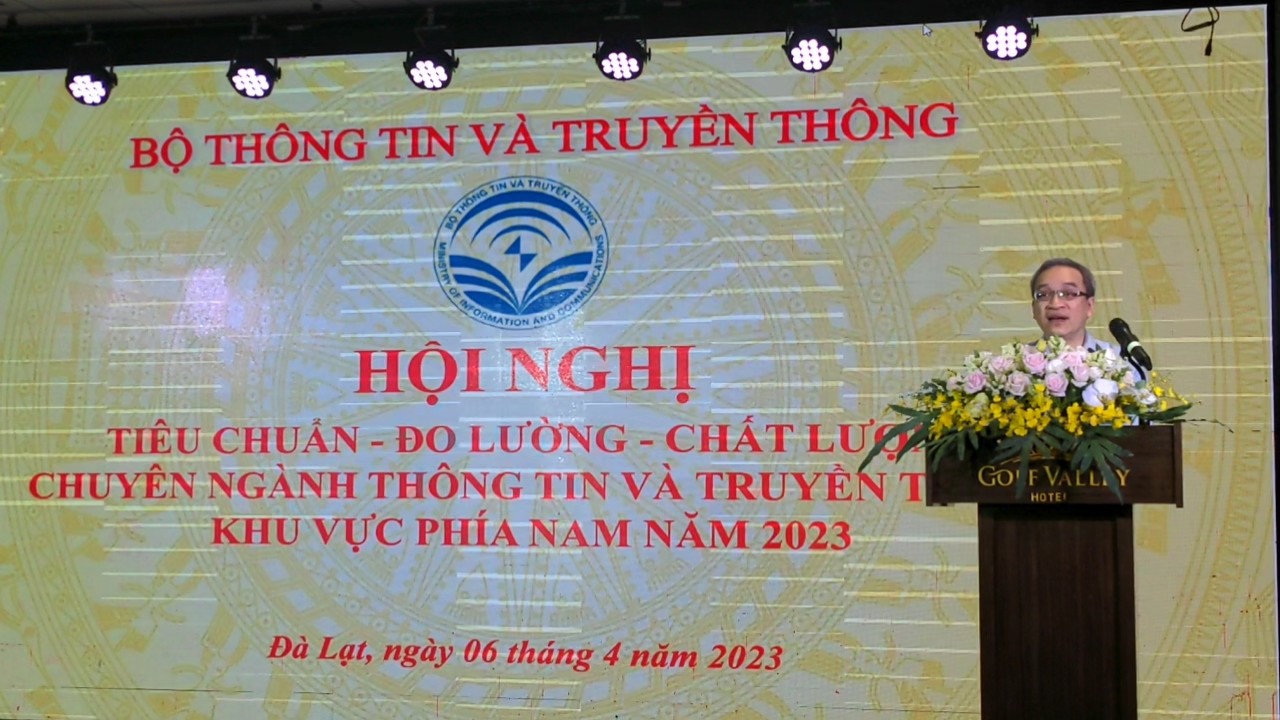 BỘ THÔNG TIN VÀ TRUYỀN THÔNG
BỘ THÔNG TIN VÀ TRUYỀN THÔNG
MINISTRY OF INFORMATION AND COMMUNICATIONS
HỘI NGHỊ
TIÊU CHUẨN - ĐO LƯỜNG - CHẤT
CHUYÊN NGÀNH THÔNG TIN VÀ TRUYỀN
KHU VỰC PHÍA NAM NĂM 2023
Đà Lạt, ngày 06 tháng 4 năm 2023
GOLF VALLEY
HOTEL